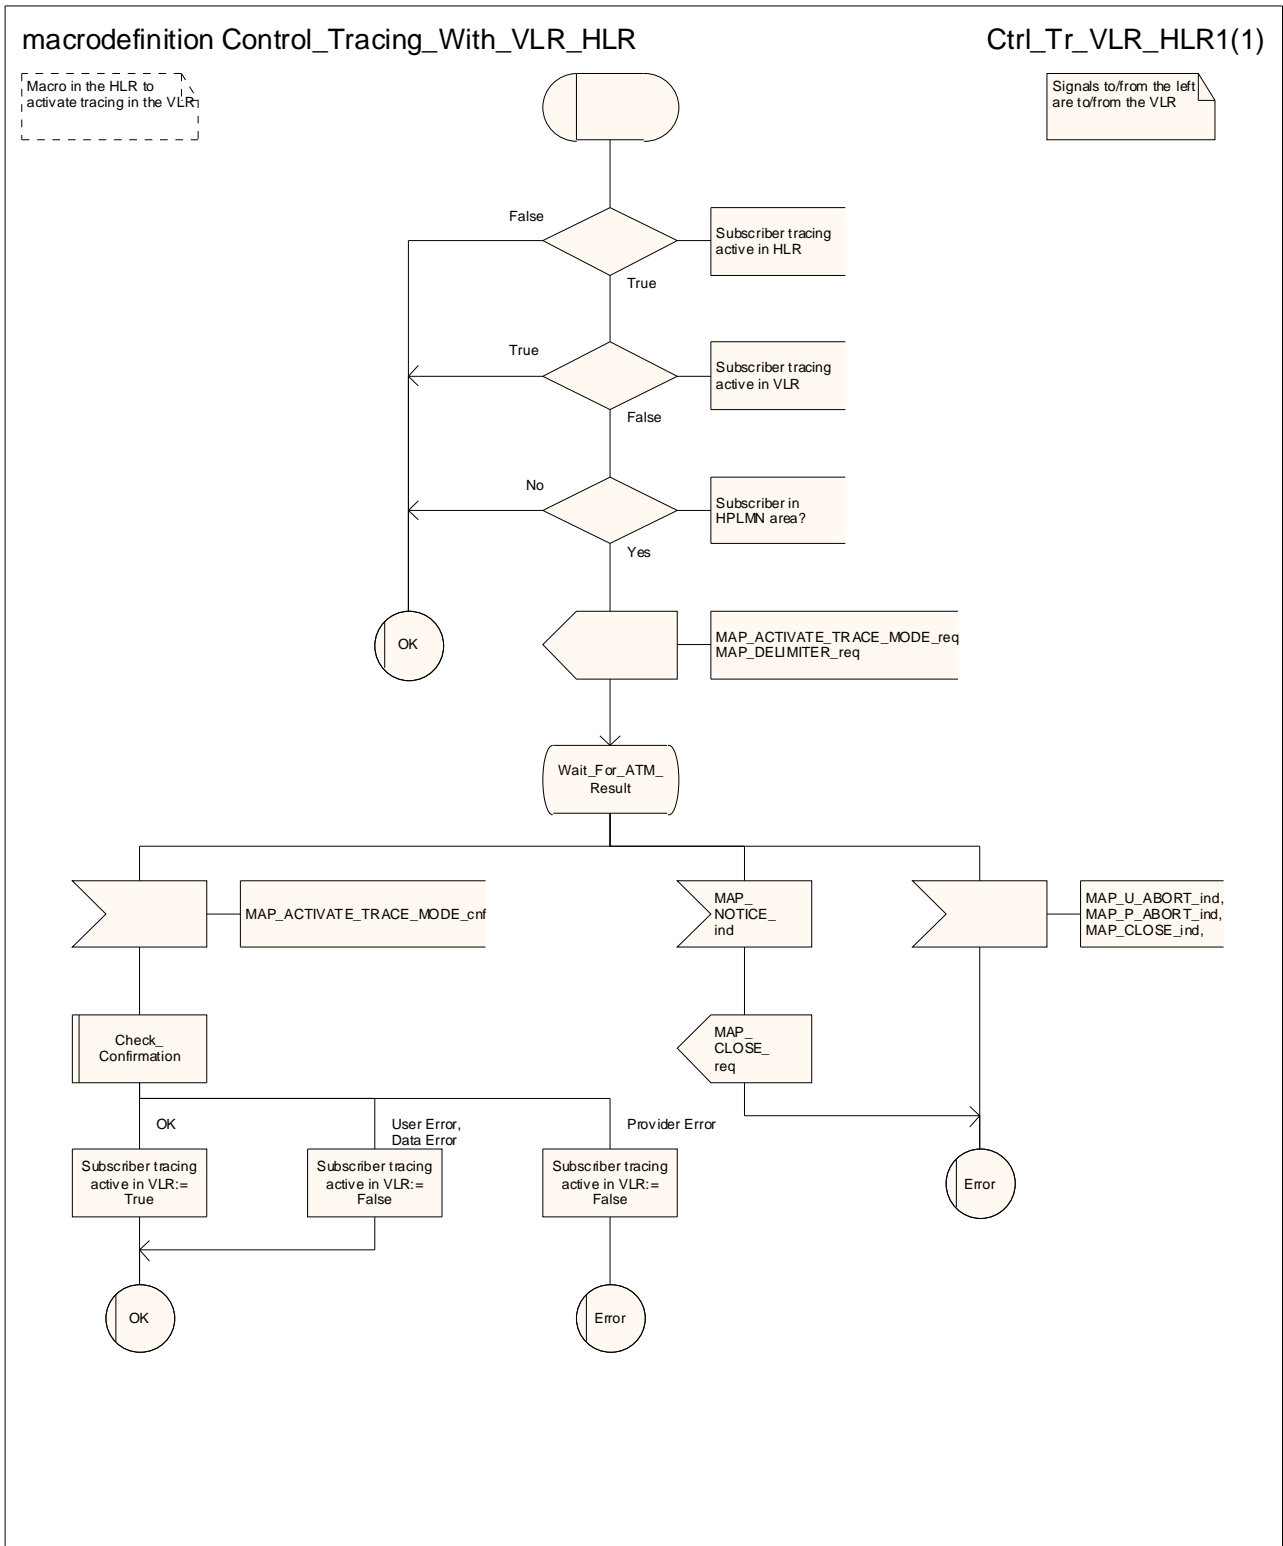 macrodefinition Control_Tracing_With_VLR_HLR
Ctrl_Tr_VLR_HLR1(1)
Macro in the HLR to
activate tracing in the VLR
Signals to/from the left
are to/from the VLR
False
Subscriber tracing
active in HLR
True
True
Subscriber tracing
active in VLR
False
No
Subscriber in
HPLMN area?
Yes
OK
MAP_ACTIVATE_TRACE_MODE_req
MAP_DELIMITER_req
Wait_For_ATM_
Result
MAP_ACTIVATE_TRACE_MODE_cnf
MAP_
NOTICE_
ind
MAP_U_ABORT_ind,
MAP_P_ABORT_ind,
MAP_CLOSE_ind,
Check_
Confirmation
MAP_
CLOSE_
req
OK
User Error,
Data Error
Provider Error
Subscriber tracing
active in VLR:=
True
Subscriber tracing
active in VLR:=
False
Subscriber tracing
active in VLR:=
False
Error
OK
Error